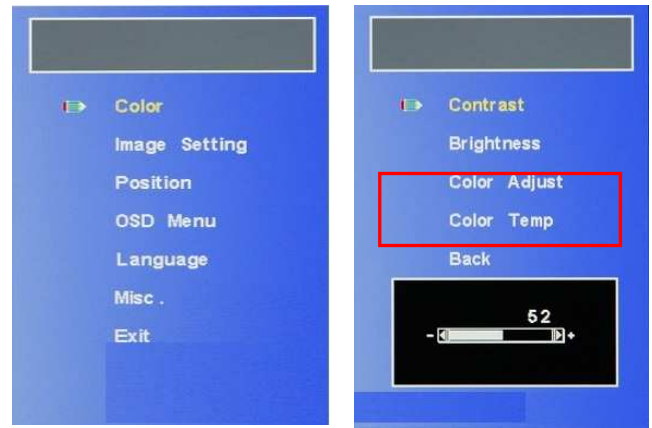 Color
Image Setting
Position
OSD Menu
Language
Misc.
Exit
Contrast
Brightness
Color Adjust
Color Temp
Back
52
- +